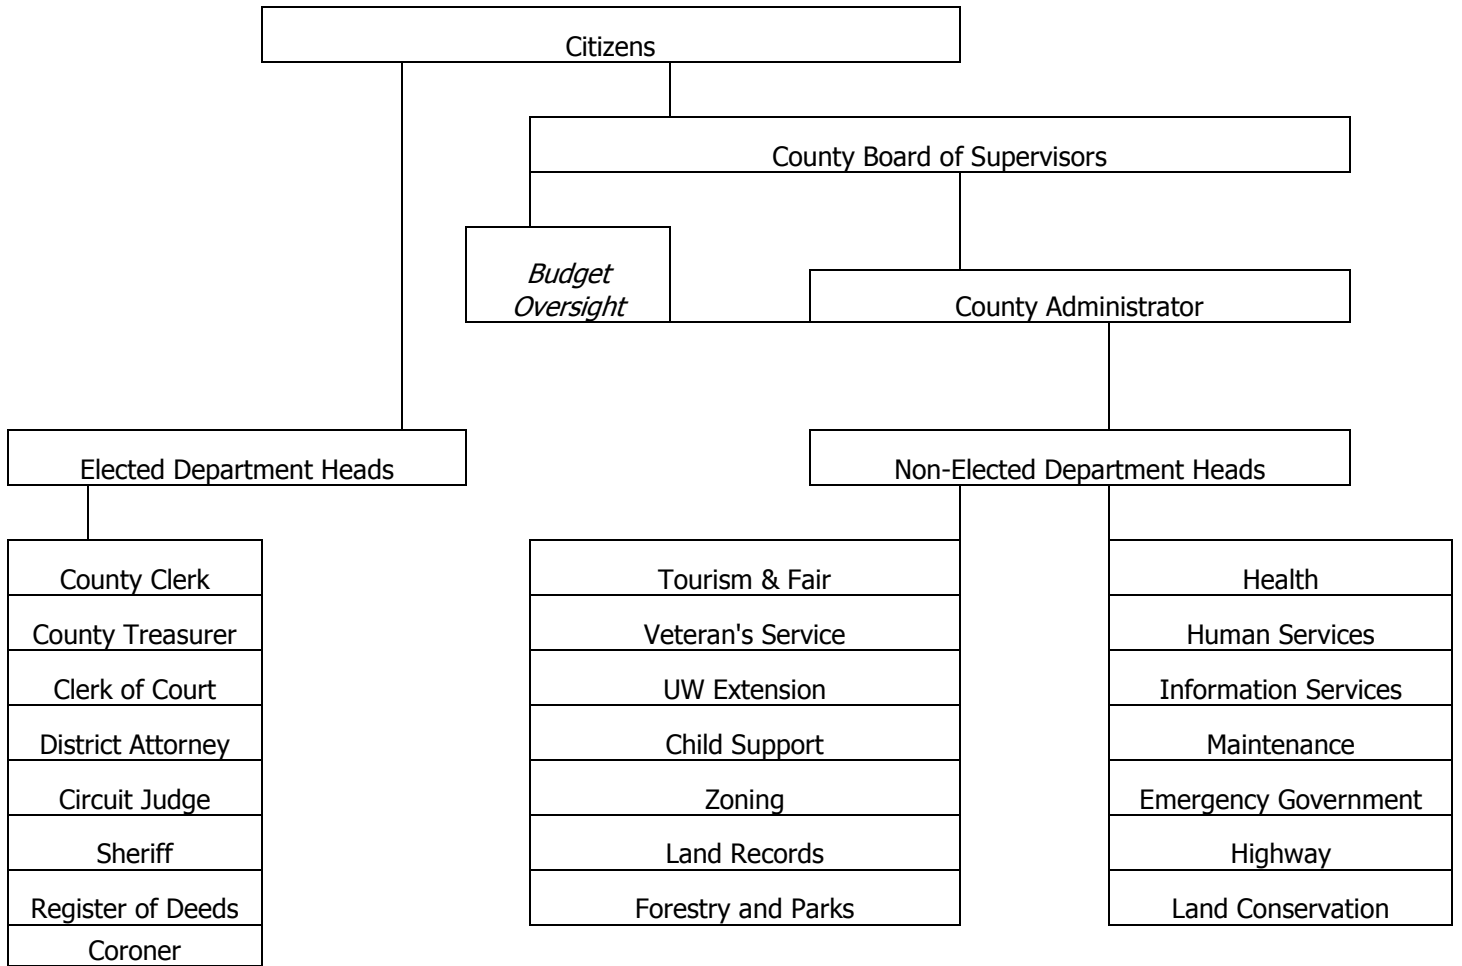 Citizens
County Board of Supervisors
Budget
Oversight
County Administrator
Elected Department Heads
Non-Elected Department Heads
County Clerk
County Treasurer
Clerk of Court
District Attorney
Circuit Judge
Sheriff
Register of Deeds
Coroner
Tourism & Fair
Veteran's Service
UW Extension
Child Support
Zoning
Land Records
Forestry and Parks
Health
Human Services
Information Services
Maintenance
Emergency Government
Highway
Land Conservation